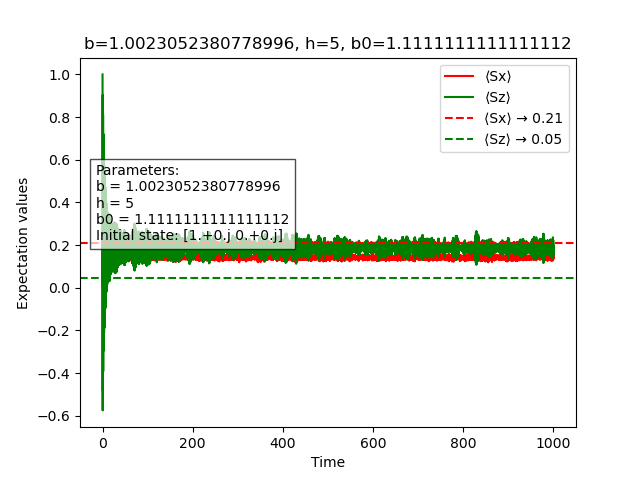 b=1.0023052380778996, h=5, b0=1.1111111111111112
⟨Sx⟩
⟨Sz⟩
⟨Sx⟩ → 0.21
⟨Sz⟩ → 0.05
Parameters:
b = 1.0023052380778996
h = 5
b0 = 1.1111111111111112
Initial state: [1.+0.j 0.+0.j]
Expectation values
1.0
0.8
0.6
0.4
0.2
0.0
−0.2
−0.4
−0.6
0 200 400 600 800 1000
Time